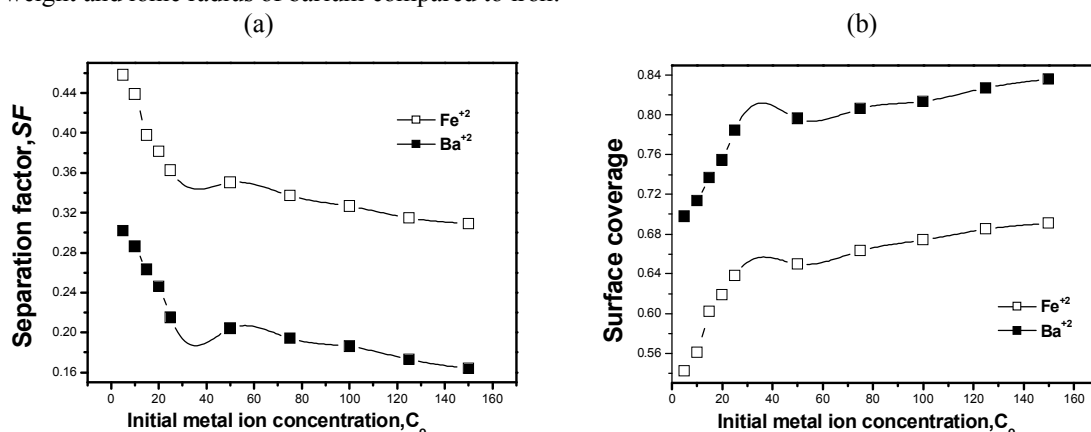 weight and ionic radius of barium compared to iron.
(a) (b)
Separation factor,SF
0.44
0.40
0.36
0.32
0.28
0.24
0.20
0.16
Fe+2
Ba+2
0 20 40 60 80 100 120 140 160
Initial metal ion concentration,C0
Surface coverage
0.84
0.80
0.76
0.72
0.68
0.64
0.60
0.56
Fe+2
Ba+2
0 20 40 60 80 100 120 140 160
Initial metal ion concentration,C0